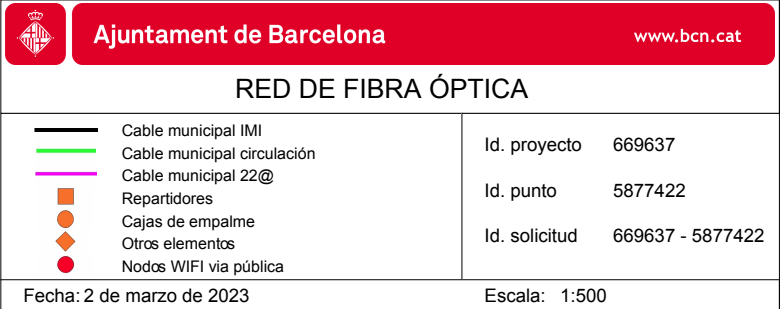 Ajuntament de Barcelona
www.bcn.cat
RED DE FIBRA ÓPTICA
Cable municipal IMI
Cable municipal circulación
Cable municipal 22@
Repartidores
Cajas de empalme
Otros elementos
Nodos WIFI via pública
Id. proyecto 669637
Id. punto 5877422
Id. solicitud 669637 - 5877422
Fecha: 2 de marzo de 2023
Escala: 1:500